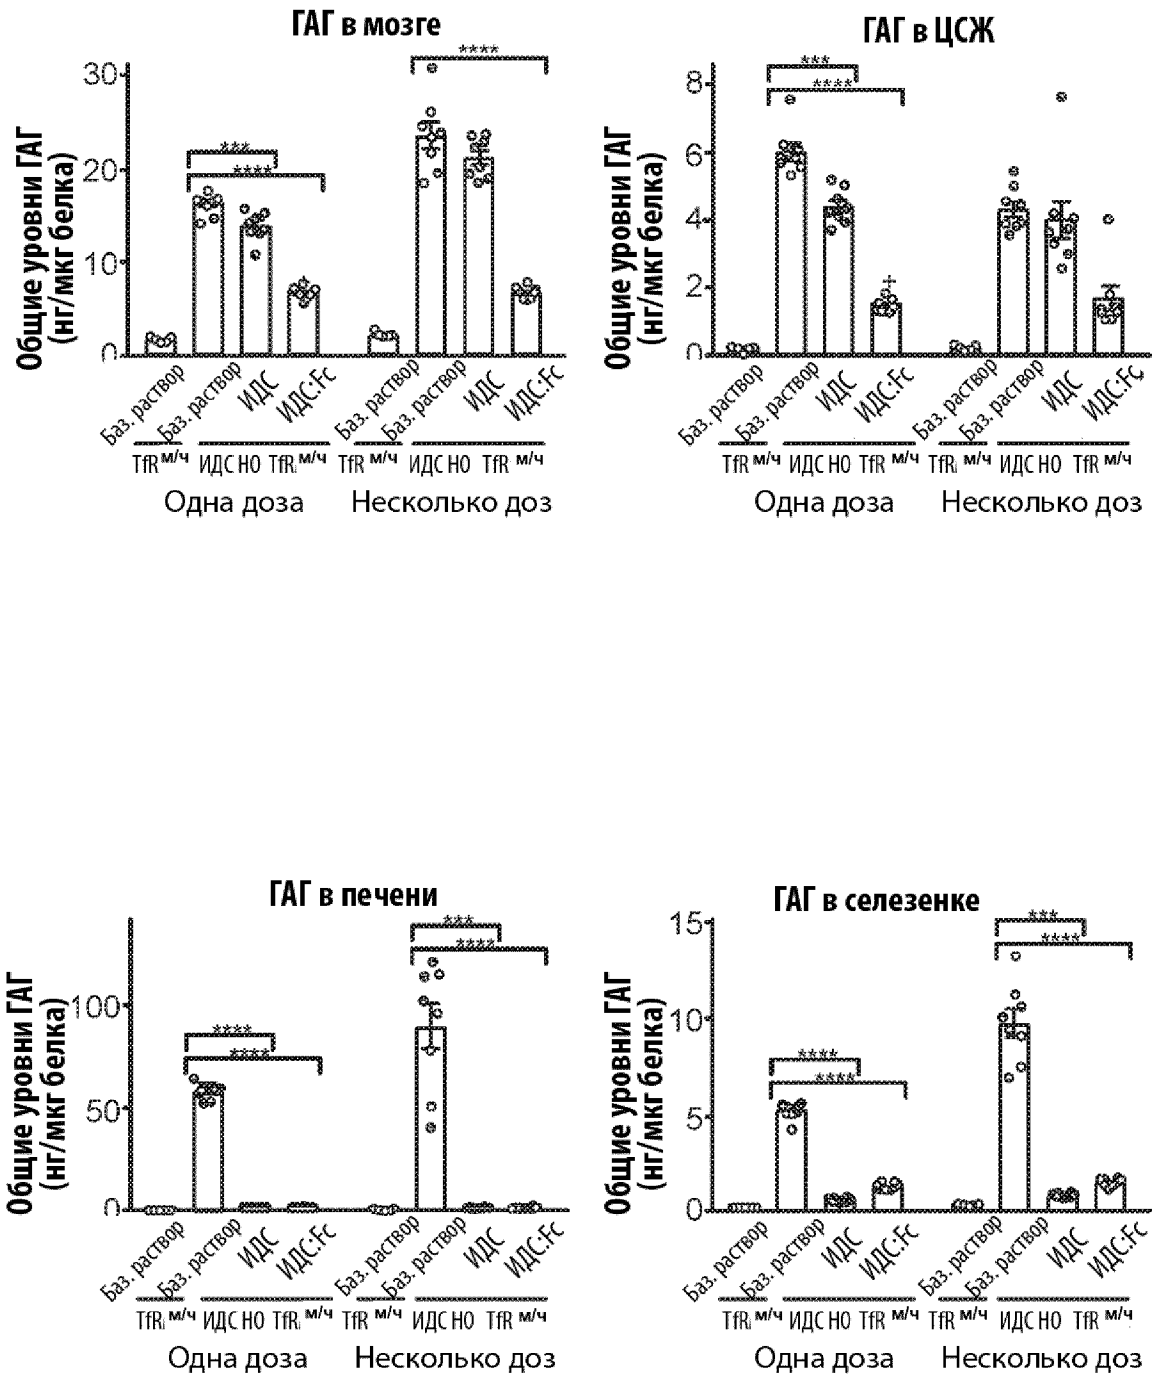 ГАГ в мозге
****
***
****
Общие уровни ГАГ
(нг/мкг белка)
30
20
10
0
Баз. раствор
Баз. раствор
ИДС
ИДС:Fc
Баз. раствор
Баз. раствор
ИДС
ИДС:Fc
TfR м/ч
ИДС НО TfR м/ч
TfR м/ч
ИДС НО TfR м/ч
Одна доза
Несколько доз
ГАГ в ЦСЖ
***
****
Общие уровни ГАГ
(нг/мкг белка)
8
6
4
2
0
Баз. раствор
Баз. раствор
ИДС
ИДС:Fc
Баз. раствор
Баз. раствор
ИДС
ИДС:Fc
TfR м/ч
ИДС НО TfR м/ч
TfR м/ч
ИДС НО TfR м/ч
Одна доза
Несколько доз
ГАГ в печени
***
****
****
****
Общие уровни ГАГ
(нг/мкг белка)
100
50
0
Баз. раствор
Баз. раствор
ИДС
ИДС:Fc
Баз. раствор
Баз. раствор
ИДС
ИДС:Fc
TfR м/ч
ИДС НО TfR м/ч
TfR м/ч
ИДС НО TfR м/ч
Одна доза
Несколько доз
ГАГ в селезенке
***
****
****
****
Общие уровни ГАГ
(нг/мкг белка)
15
10
5
0
Баз. раствор
Баз. раствор
ИДС
ИДС:Fc
Баз. раствор
Баз. раствор
ИДС
ИДС:Fc
TfR м/ч
ИДС НО TfR м/ч
TfR м/ч
ИДС НО TfR м/ч
Одна доза
Несколько доз